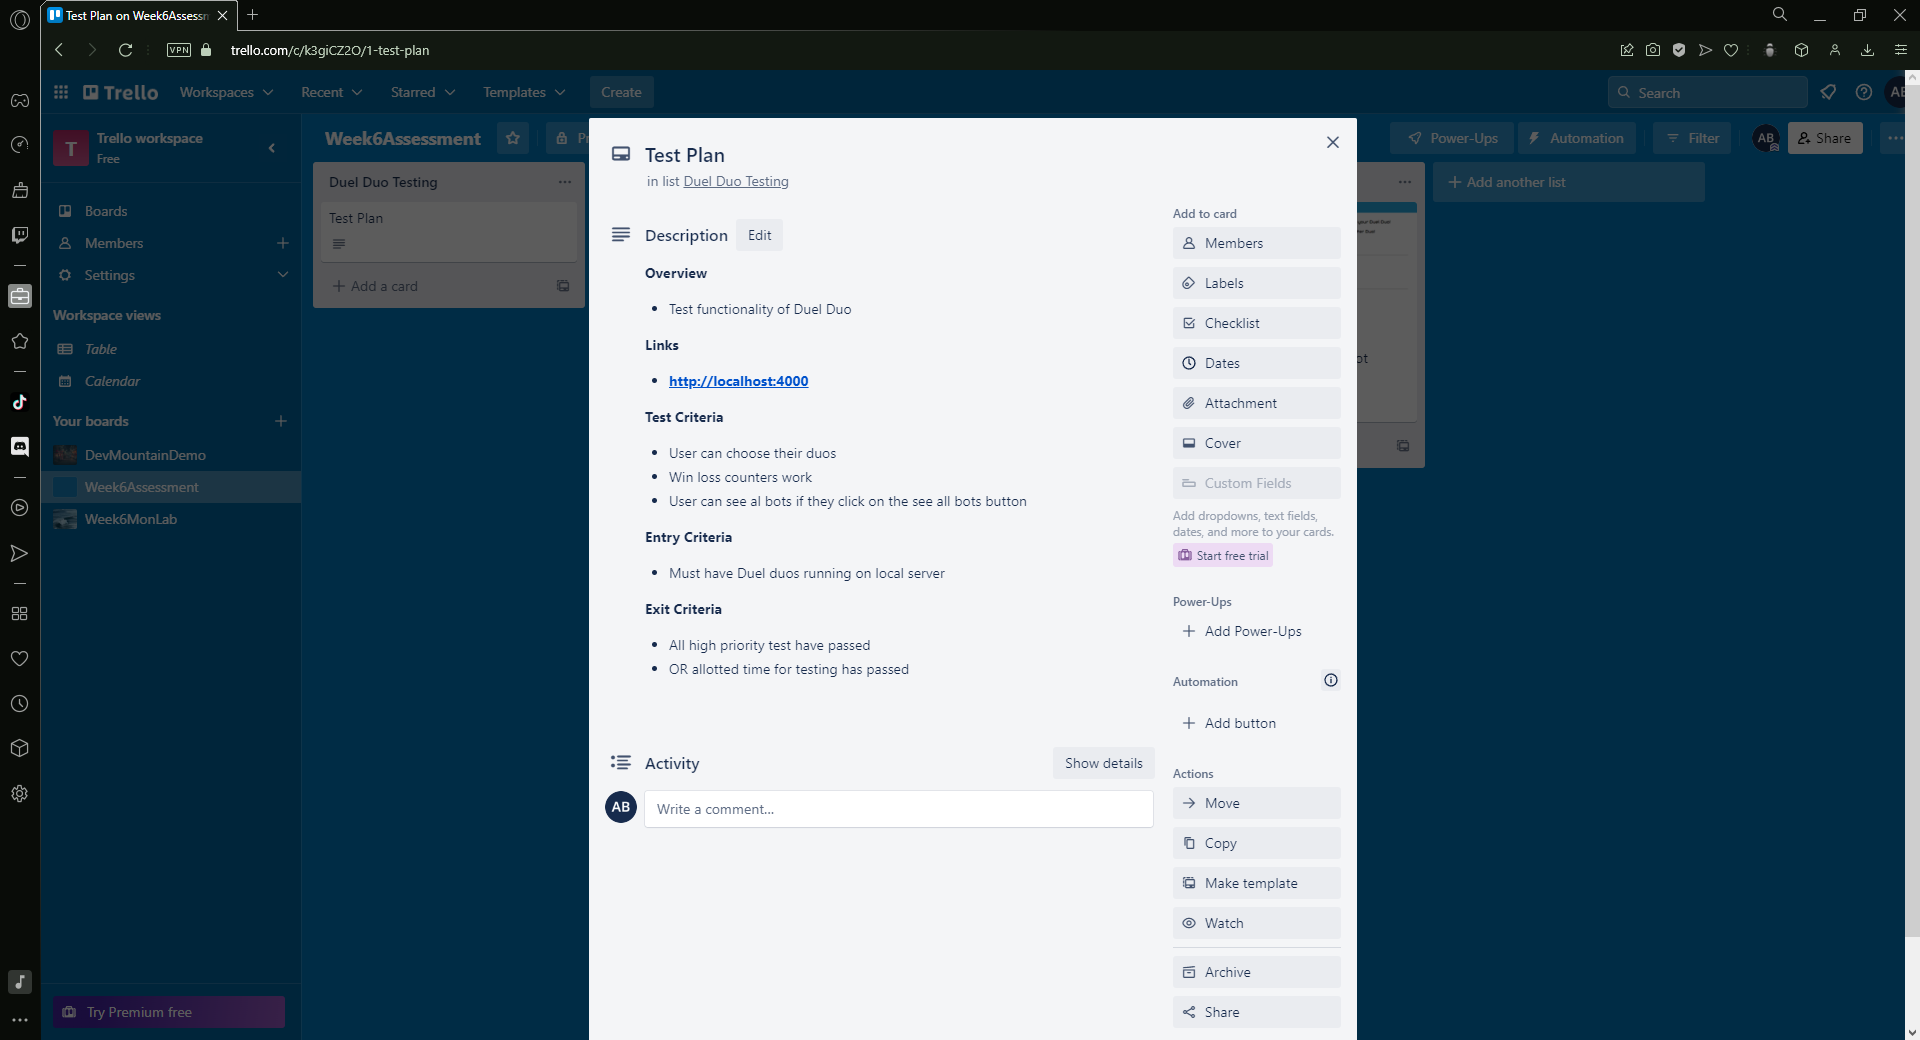 Test Plan on Week6Assessm
VPN
trello.com/c/k3giCZ2O/1-test-plan
Trello
Workspaces
Recent
Starred
Templates
Create
Search
T
Trello workspace
Free
Week6Assessment
Power-Ups
Automation
Filter
AB
Share
Boards
Members
Settings
Workspace views
Table
Calendar
Your boards
DevMountainDemo
Week6Assessment
Week6MonLab
Try Premium free
Duel Duo Testing
Test Plan
Add a card
Add another list
Test Plan
in list Duel Duo Testing
Description
Edit
Overview
Test functionality of Duel Duo
Links
http://localhost:4000
Test Criteria
User can choose their duos
Win loss counters work
User can see al bots if they click on the see all bots button
Entry Criteria
Must have Duel duos running on local server
Exit Criteria
All high priority test have passed
OR allotted time for testing has passed
Activity
Show details
AB
Write a comment...
Add to card
Members
Labels
Checklist
Dates
Attachment
Cover
Custom Fields
Add dropdowns, text fields,
dates, and more to your cards.
Start free trial
Power-Ups
Add Power-Ups
Automation
Add button
Actions
Move
Copy
Make template
Watch
Archive
Share